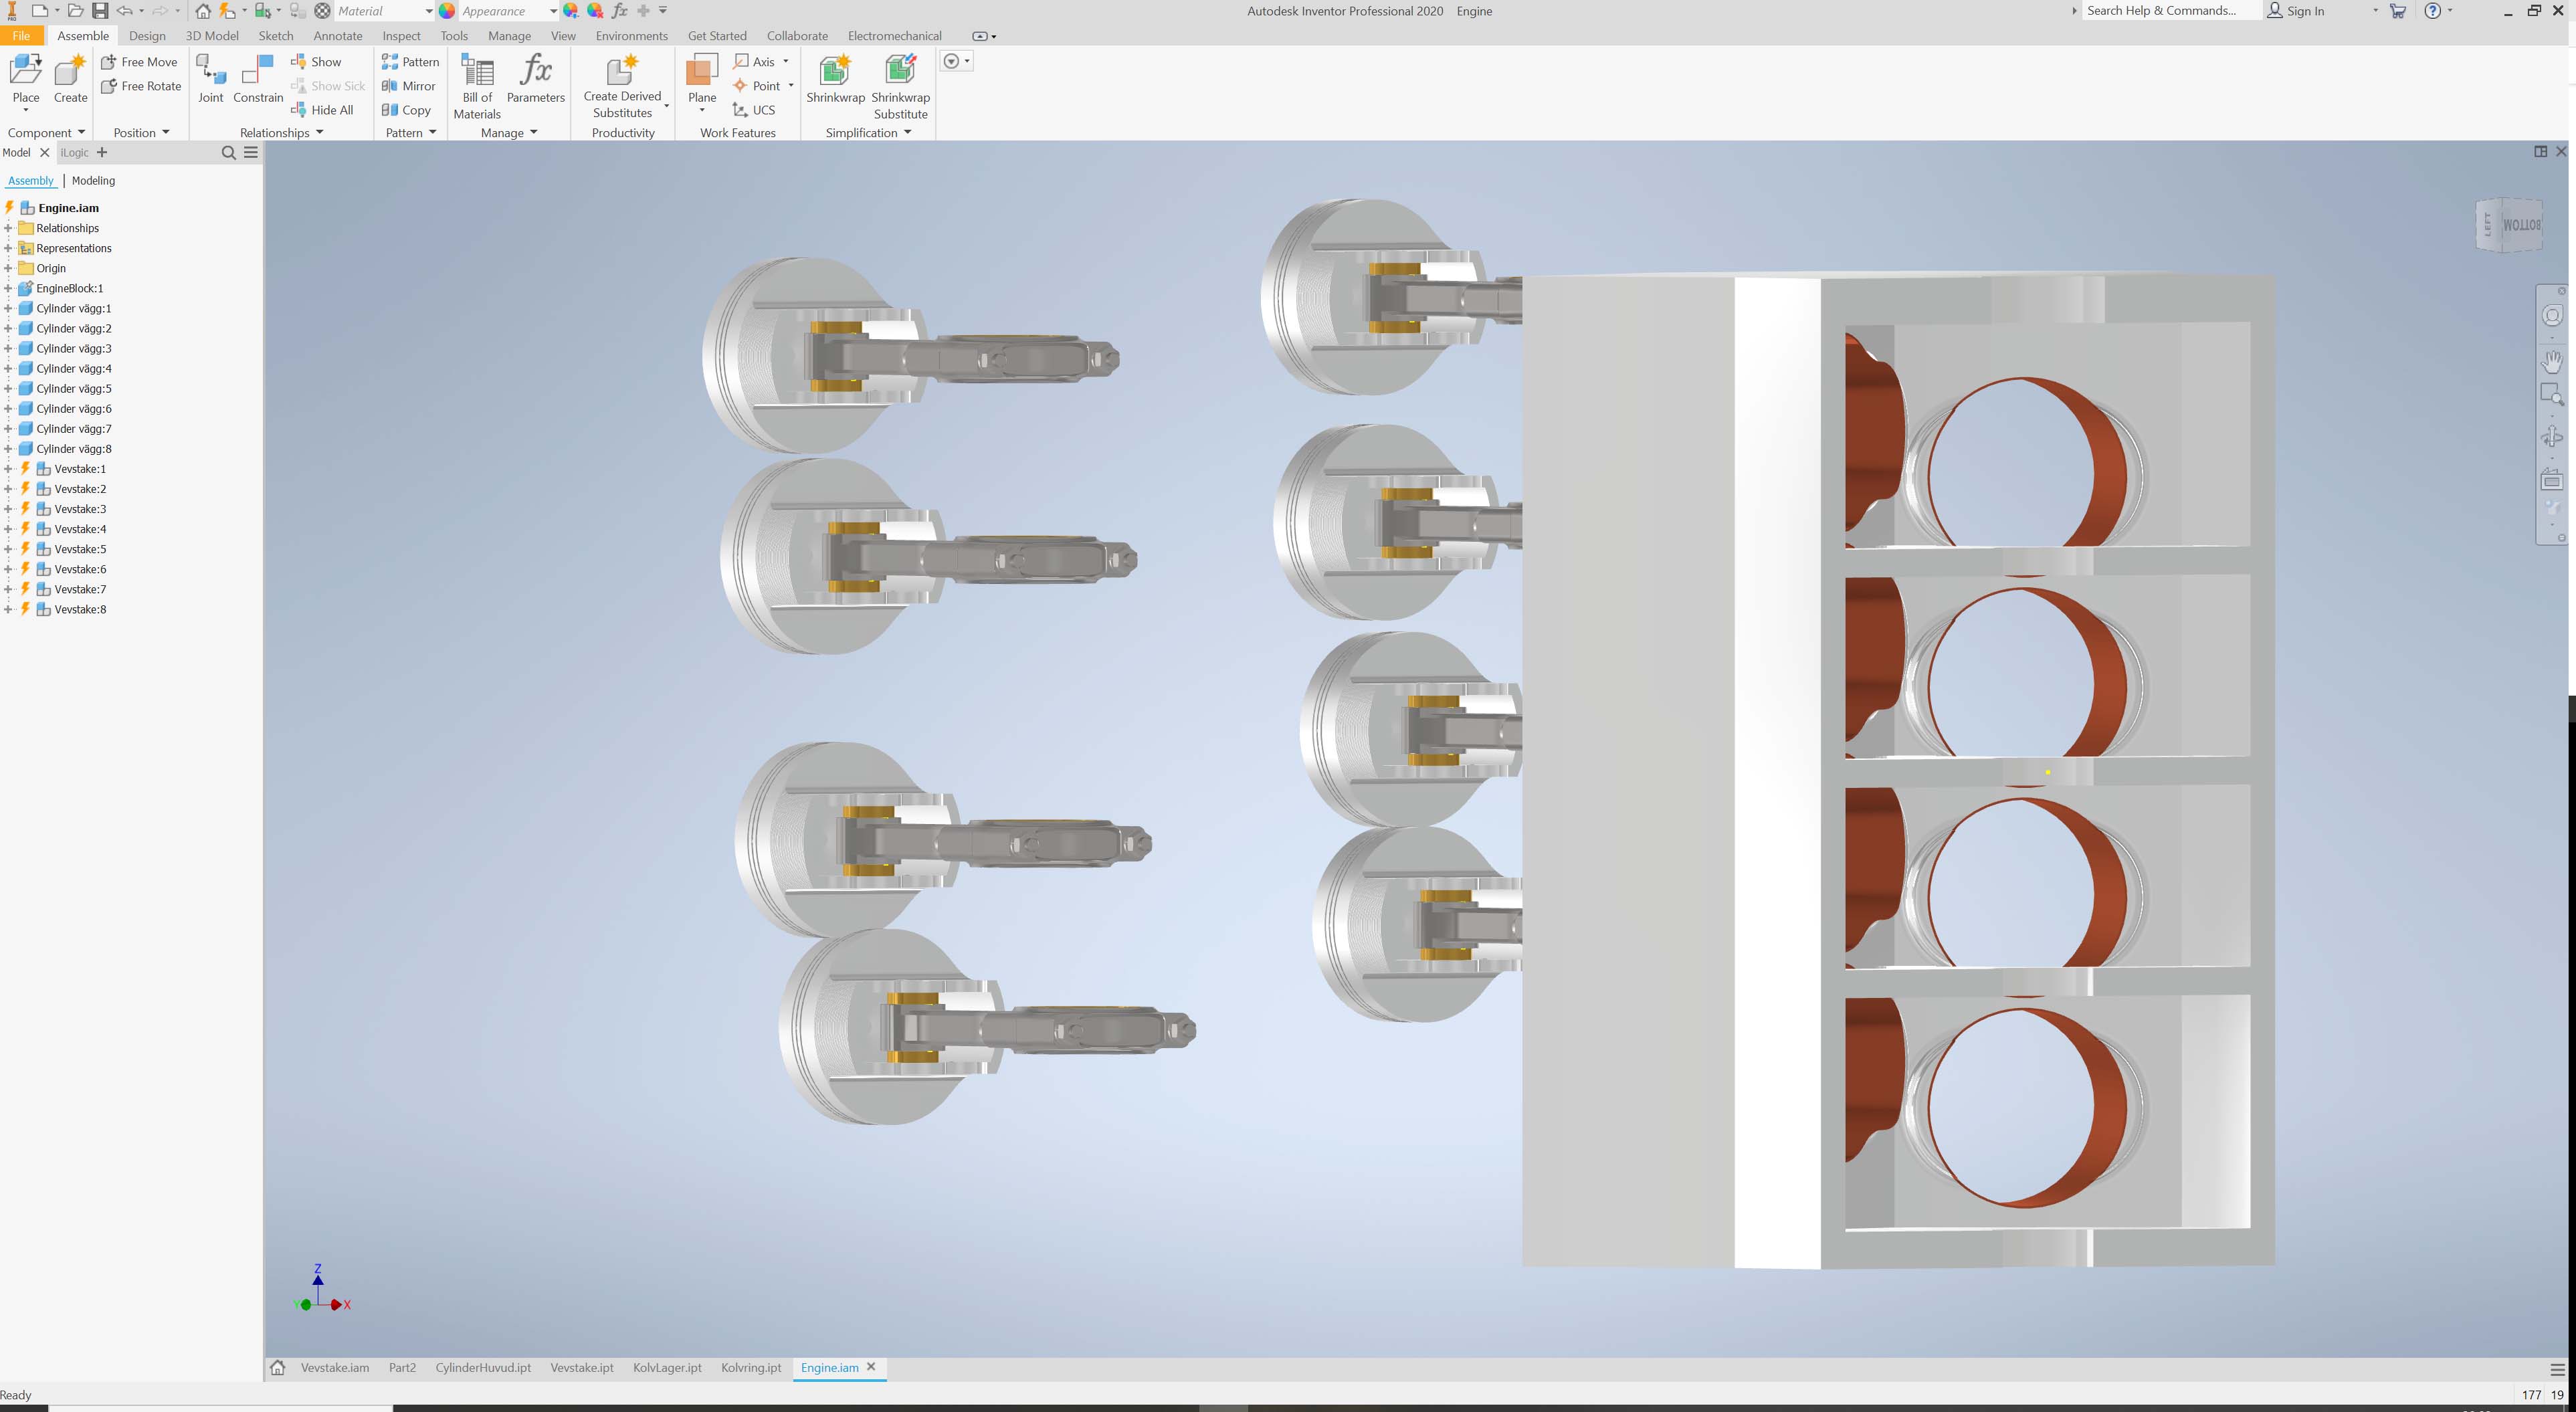 Material
Appearance
fx
Autodesk Inventor Professional 2020 Engine
Search Help & Commands...
Sign In
File Assemble Design 3D Model Sketch Annotate Inspect Tools Manage View Environments Get Started Collaborate Electromechanical
Place
Create
Component
Free Move
Free Rotate
Position
Joint
Constrain
Show
Show Sick
Hide All
Relationships
Pattern
Mirror
Copy
Pattern
Bill of
Materials
fx
Parameters
Manage
Create Derived
Substitutes
Productivity
Plane
Axis
Point
UCS
Work Features
Shrinkwrap
Shrinkwrap
Substitute
Simplification
Model iLogic
Assembly | Modeling
Engine.iam
Relationships
Representations
Origin
EngineBlock:1
Cylinder vägg:1
Cylinder vägg:2
Cylinder vägg:3
Cylinder vägg:4
Cylinder vägg:5
Cylinder vägg:6
Cylinder vägg:7
Cylinder vägg:8
Vevstake:1
Vevstake:2
Vevstake:3
Vevstake:4
Vevstake:5
Vevstake:6
Vevstake:7
Vevstake:8
LEFT
BOTTOM
Z
Y
X
Vevstake.iam Part2 CylinderHuvud.ipt Vevstake.ipt KolvLager.ipt Kolvring.ipt Engine.iam
Ready
177 19